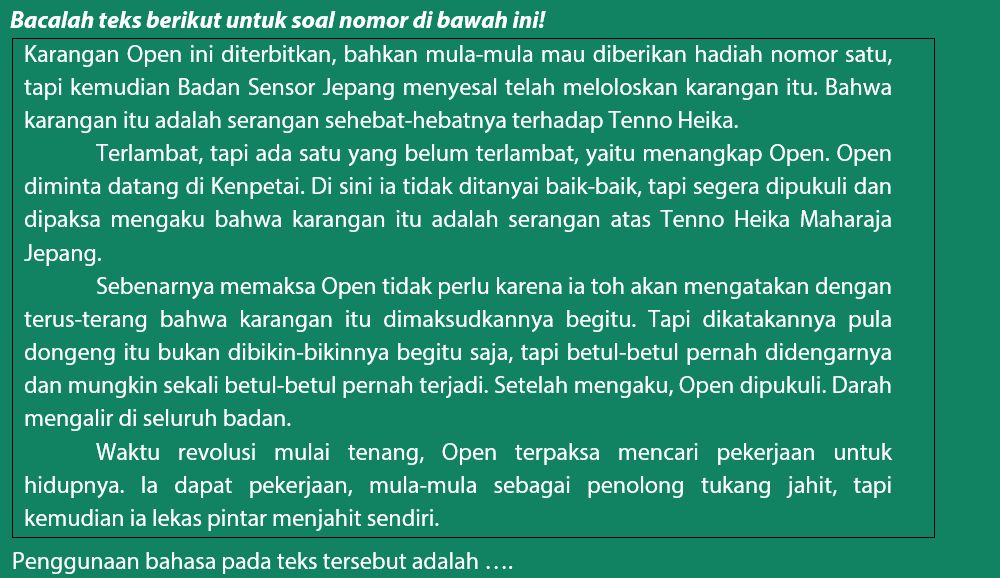 Bacalah teks berikut untuk soal nomor di bawah ini!
Karangan Open ini diterbitkan, bahkan mula-mula mau diberikan hadiah nomor satu,
tapi kemudian Badan Sensor Jepang menyesal telah meloloskan karangan itu. Bahwa
karangan itu adalah serangan sehebat-hebatnya terhadap Tenno Heika.
Terlambat, tapi ada satu yang belum terlambat, yaitu menangkap Open. Open
diminta datang di Kenpetai. Di sini ia tidak ditanyai baik-baik, tapi segera dipukuli dan
dipaksa mengaku bahwa karangan itu adalah serangan atas Tenno Heika Maharaja
Jepang.
Sebenarnya memaksa Open tidak perlu karena ia toh akan mengatakan dengan
terus-terang bahwa karangan itu dimaksudkannya begitu. Tapi dikatakannya pula
dongeng itu bukan dibikin-bikinnya begitu saja, tapi betul-betul pernah didengarnya
dan mungkin sekali betul-betul pernah terjadi. Setelah mengaku, Open dipukuli. Darah
mengalir di seluruh badan.
Waktu revolusi mulai tenang, Open terpaksa mencari pekerjaan untuk
hidupnya. Ia dapat pekerjaan, mula-mula sebagai penolong tukang jahit, tapi
kemudian ia lekas pintar menjahit sendiri.
Penggunaan bahasa pada teks tersebut adalah ….